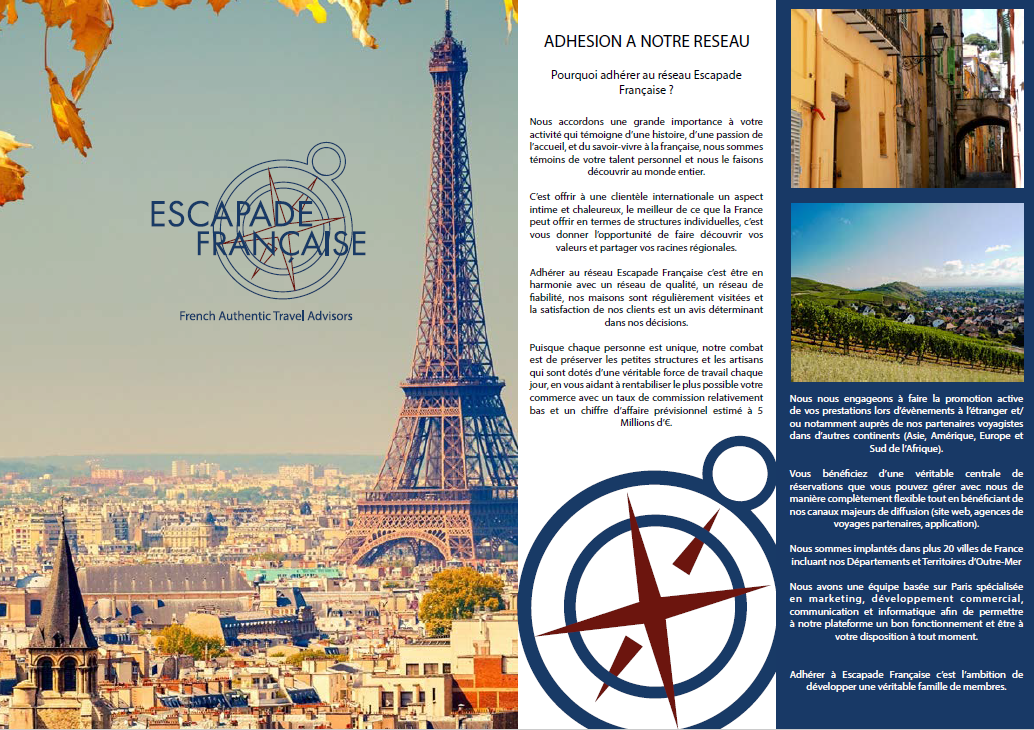 ESCAPADE
FRANÇAISE
French Authentic Travel Advisors
ADHESION A NOTRE RESEAU
Pourquoi adhérer au réseau Escapade
Française ?
Nous accordons une grande importance à votre
activité qui témoigne d’une histoire, d’une passion de
l’accueil, et du savoir-vivre à la française, nous sommes
témoins de votre talent personnel et nous le faisons
découvrir au monde entier.
C’est offrir à une clientèle internationale un aspect
intime et chaleureux, le meilleur de ce que la France
peut offrir en termes de structures individuelles, c’est
vous donner l’opportunité de faire découvrir vos
valeurs et partager vos racines régionales.
Adhérer au réseau Escapade Française c’est être en
harmonie avec un réseau de qualité, un réseau de
fiabilité, nos maisons sont régulièrement visitées et
la satisfaction de nos clients est un avis déterminant
dans nos décisions.
Puisque chaque personne est unique, notre combat
est de préserver les petites structures et les artisans
qui sont dotés d’une véritable force de travail chaque
jour, en vous aidant à rentabiliser le plus possible votre
commerce avec un taux de commission relativement
bas et un chiffre d’affaire prévisionnel estimé à 5
Millions d’€.
Nous nous engageons à faire la promotion active
de vos prestations lors d’évènements à l’étranger et/
ou notamment auprès de nos partenaires voyagistes
dans d’autres continents (Asie, Amérique, Europe et
Sud de l’Afrique).
Vous bénéficiez d’une véritable centrale de
réservations que vous pouvez gérer avec nous de
manière complètement flexible tout en bénéficiant de
nos canaux majeurs de diffusion (site web, agences de
voyages partenaires, application).
Nous sommes implantés dans plus 20 villes de France
incluant nos Départements et Territoires d’Outre-Mer
Nous avons une équipe basée sur Paris spécialisée
en marketing, développement commercial,
communication et informatique afin de permettre
à notre plateforme un bon fonctionnement et être à
votre disposition à tout moment.
Adhérer à Escapade Française c’est l’ambition de
développer une véritable famille de membres.